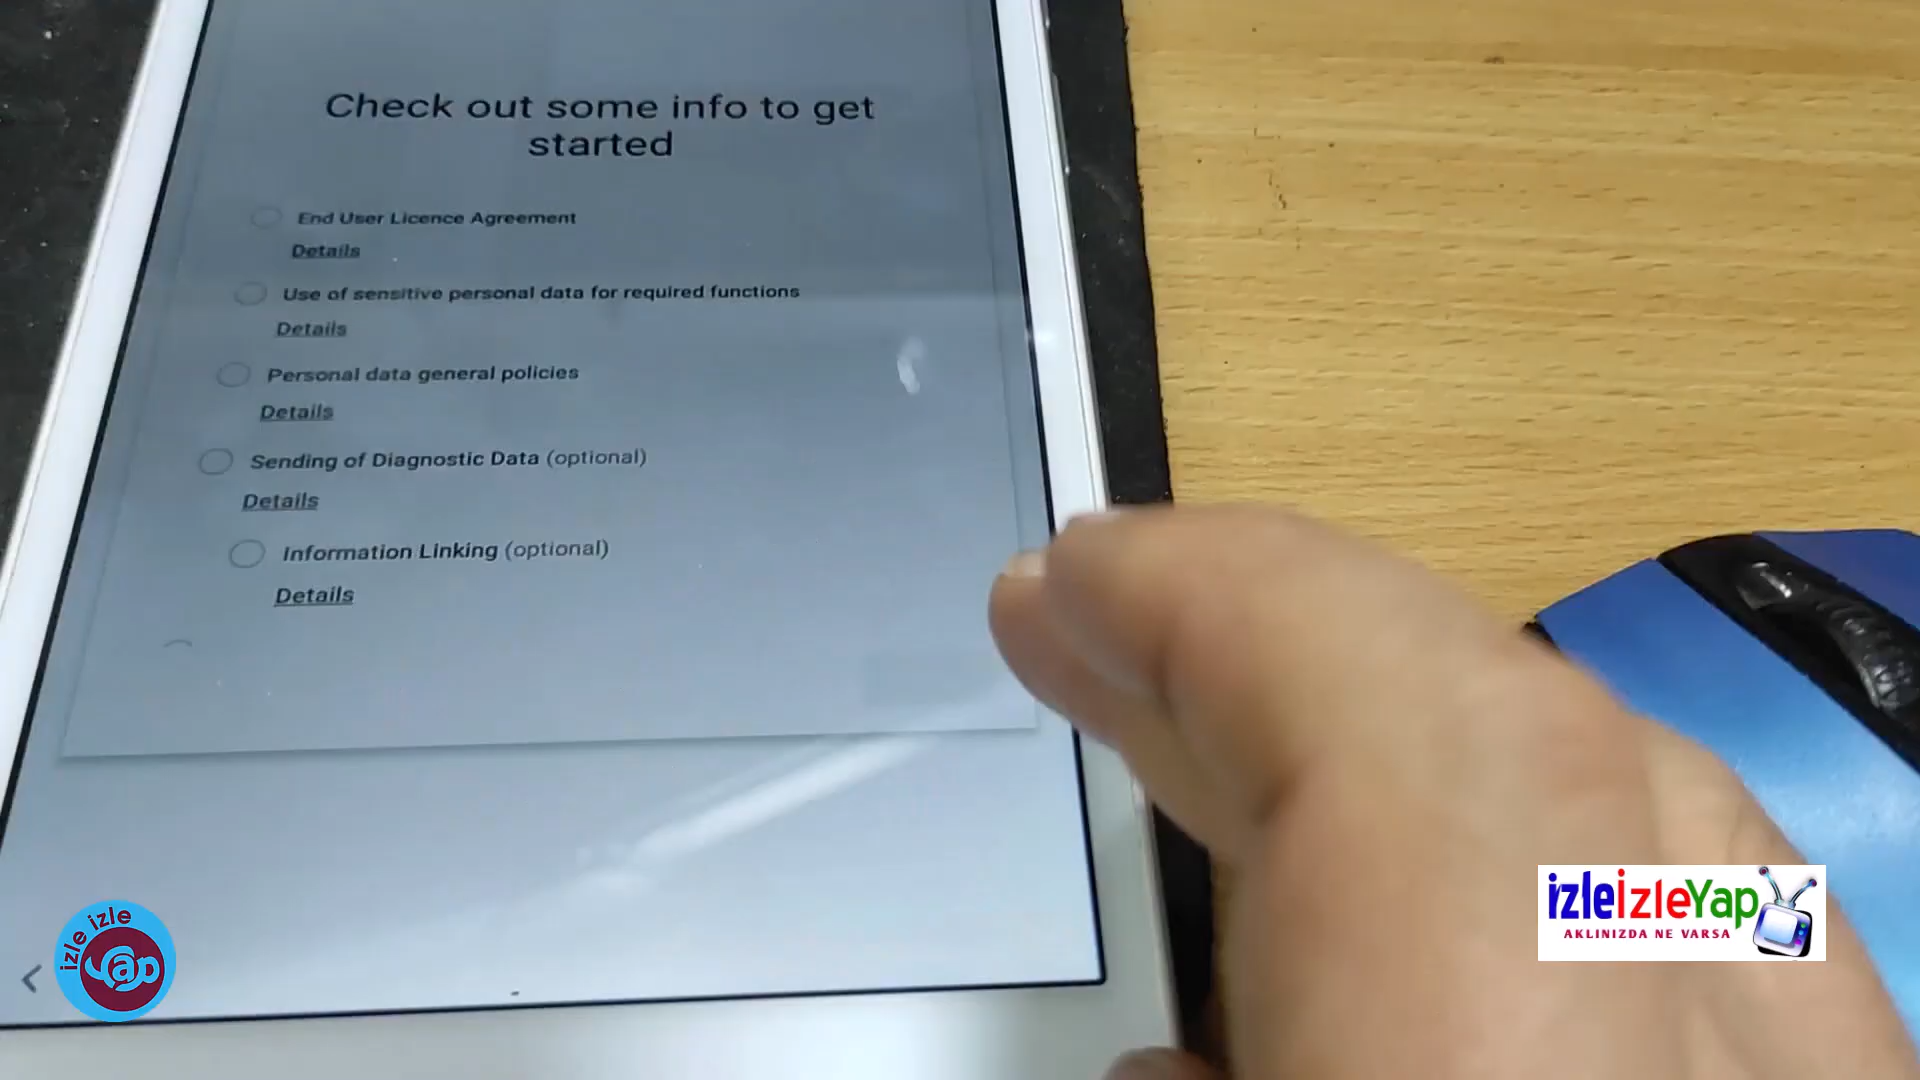 Check out some info to get
started
End User Licence Agreement
Details
Use of sensitive personal data for required functions
Details
Personal data general policies
Details
Sending of Diagnostic Data (optional)
Details
Information Linking (optional)
Details
izle izle
yap
izleizleYap
AKLINIZDA NE VARSA